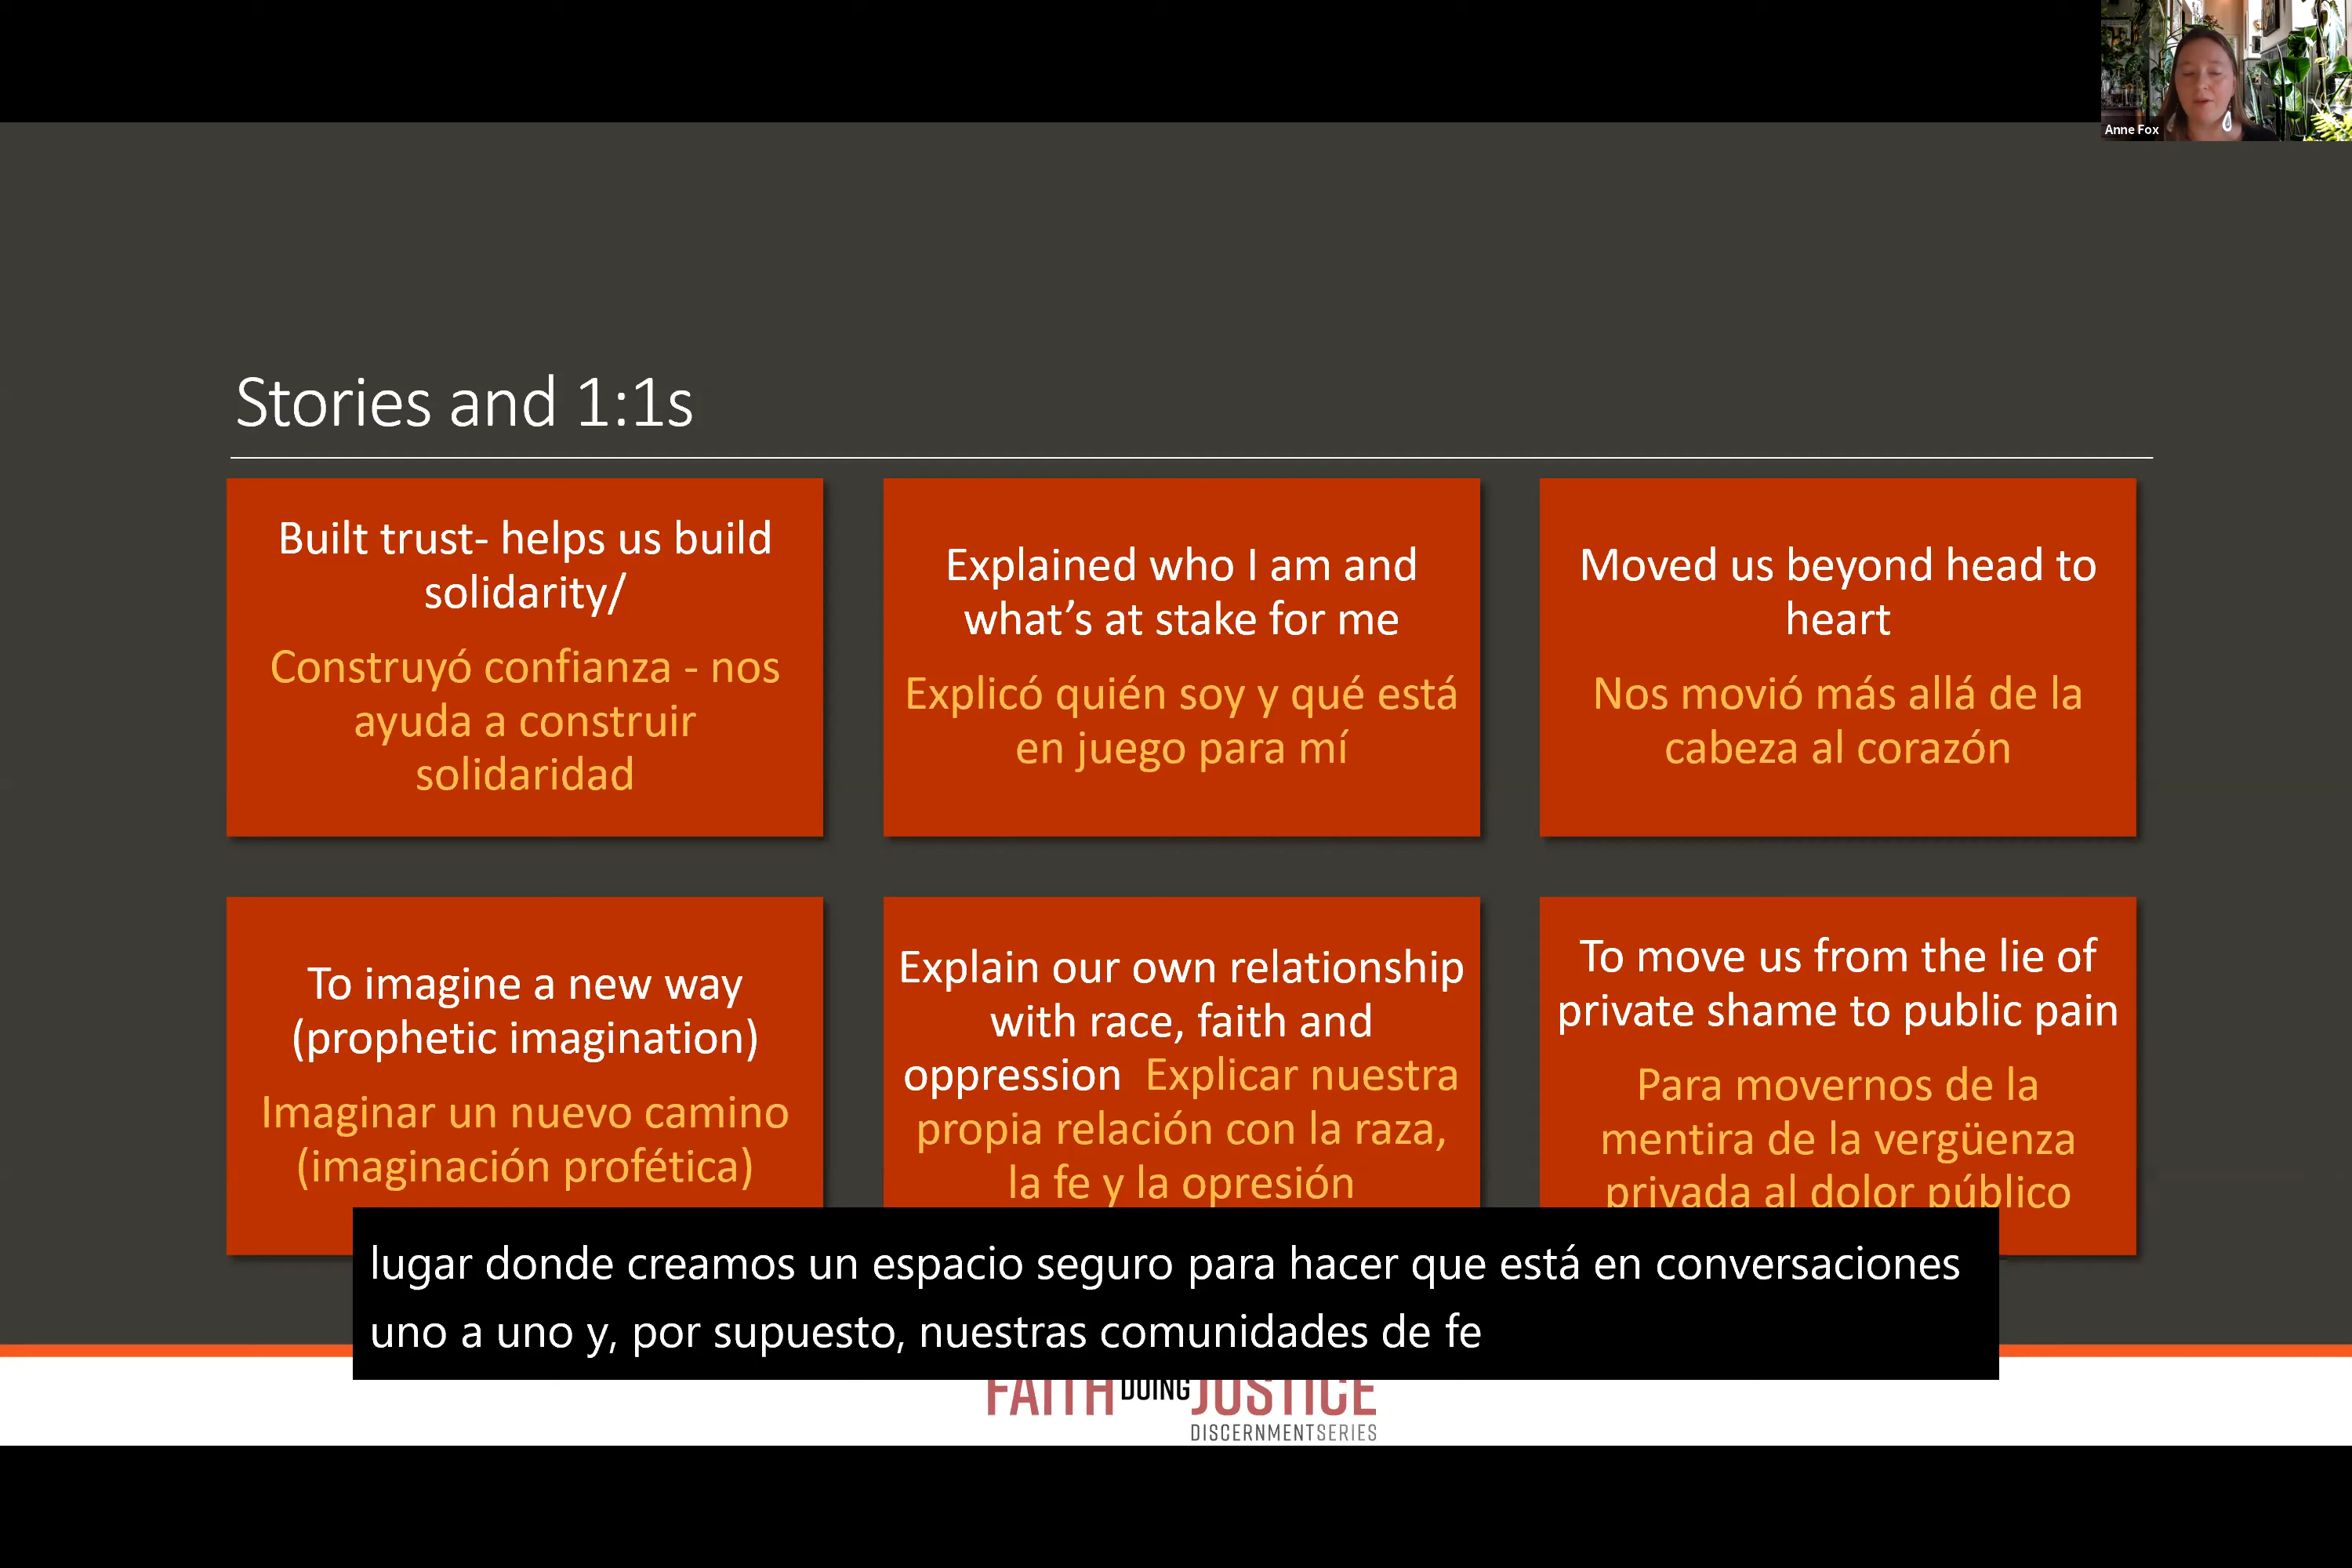 Anne Fox
Stories and 1:1s
Built trust- helps us build
solidarity/
Construyó confianza - nos
ayuda a construir
solidaridad
Explained who I am and
what’s at stake for me
Explicó quién soy y qué está
en juego para mí
Moved us beyond head to
heart
Nos movió más allá de la
cabeza al corazón
To imagine a new way
(prophetic imagination)
Imaginar un nuevo camino
(imaginación profética)
Explain our own relationship
with race, faith and
oppression Explicar nuestra
propia relación con la raza,
la fe y la opresión
To move us from the lie of
private shame to public pain
Para movernos de la
mentira de la vergüenza
privada al dolor público
lugar donde creamos un espacio seguro para hacer que está en conversaciones
uno a uno y, por supuesto, nuestras comunidades de fe
FAITH DOING JUSTICE
DISCERNMENTSERIES